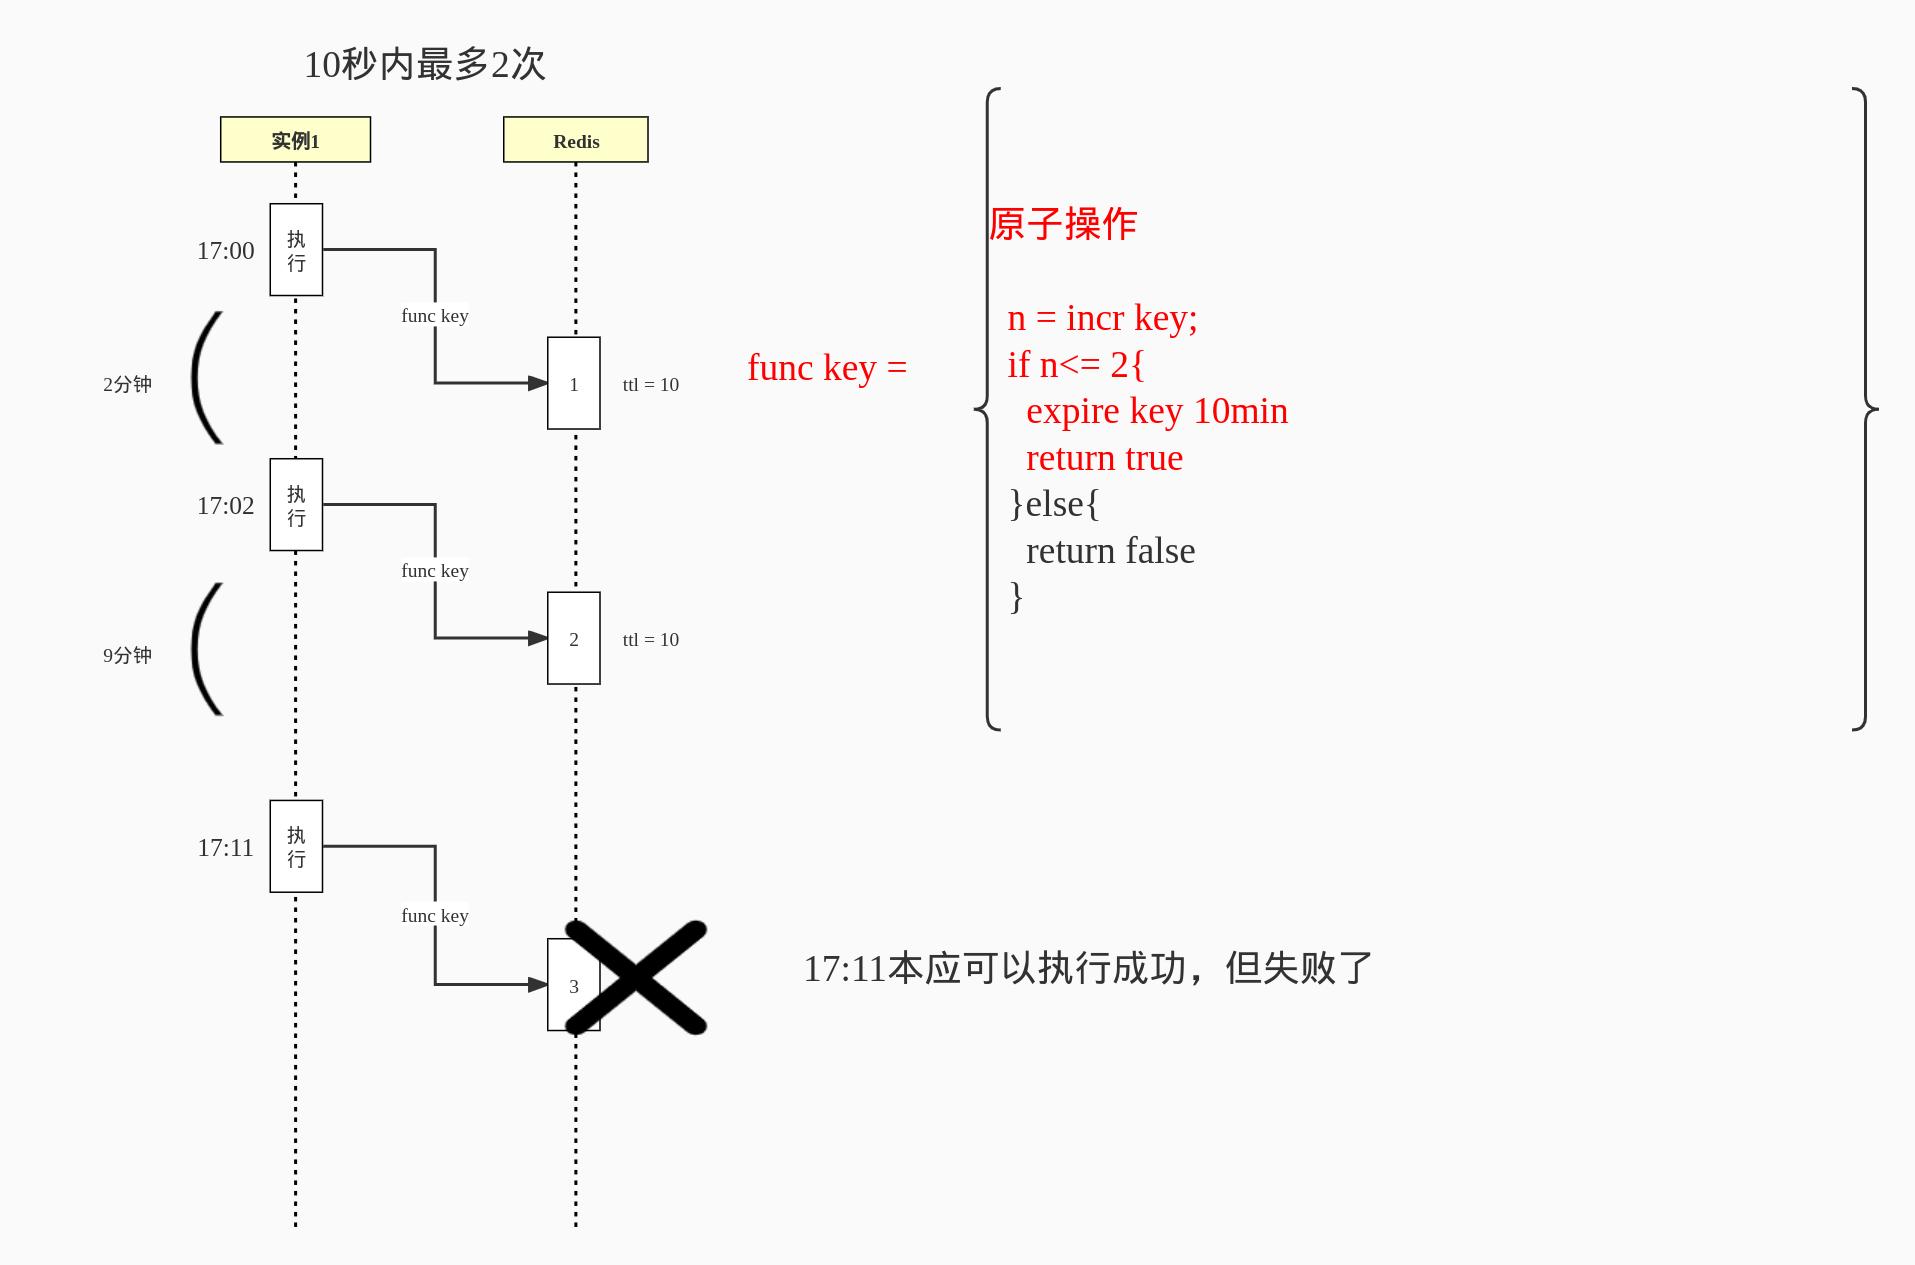 10秒内最多2次
实例1
Redis
17:00
执
行
func key
2分钟
1
ttl = 10
17:02
执
行
func key
9分钟
2
ttl = 10
17:11
执
行
func key
3
func key =
原子操作
n = incr key;
if n<= 2{
expire key 10min
return true
}else{
return false
}
17:11本应可以执行成功，但失败了